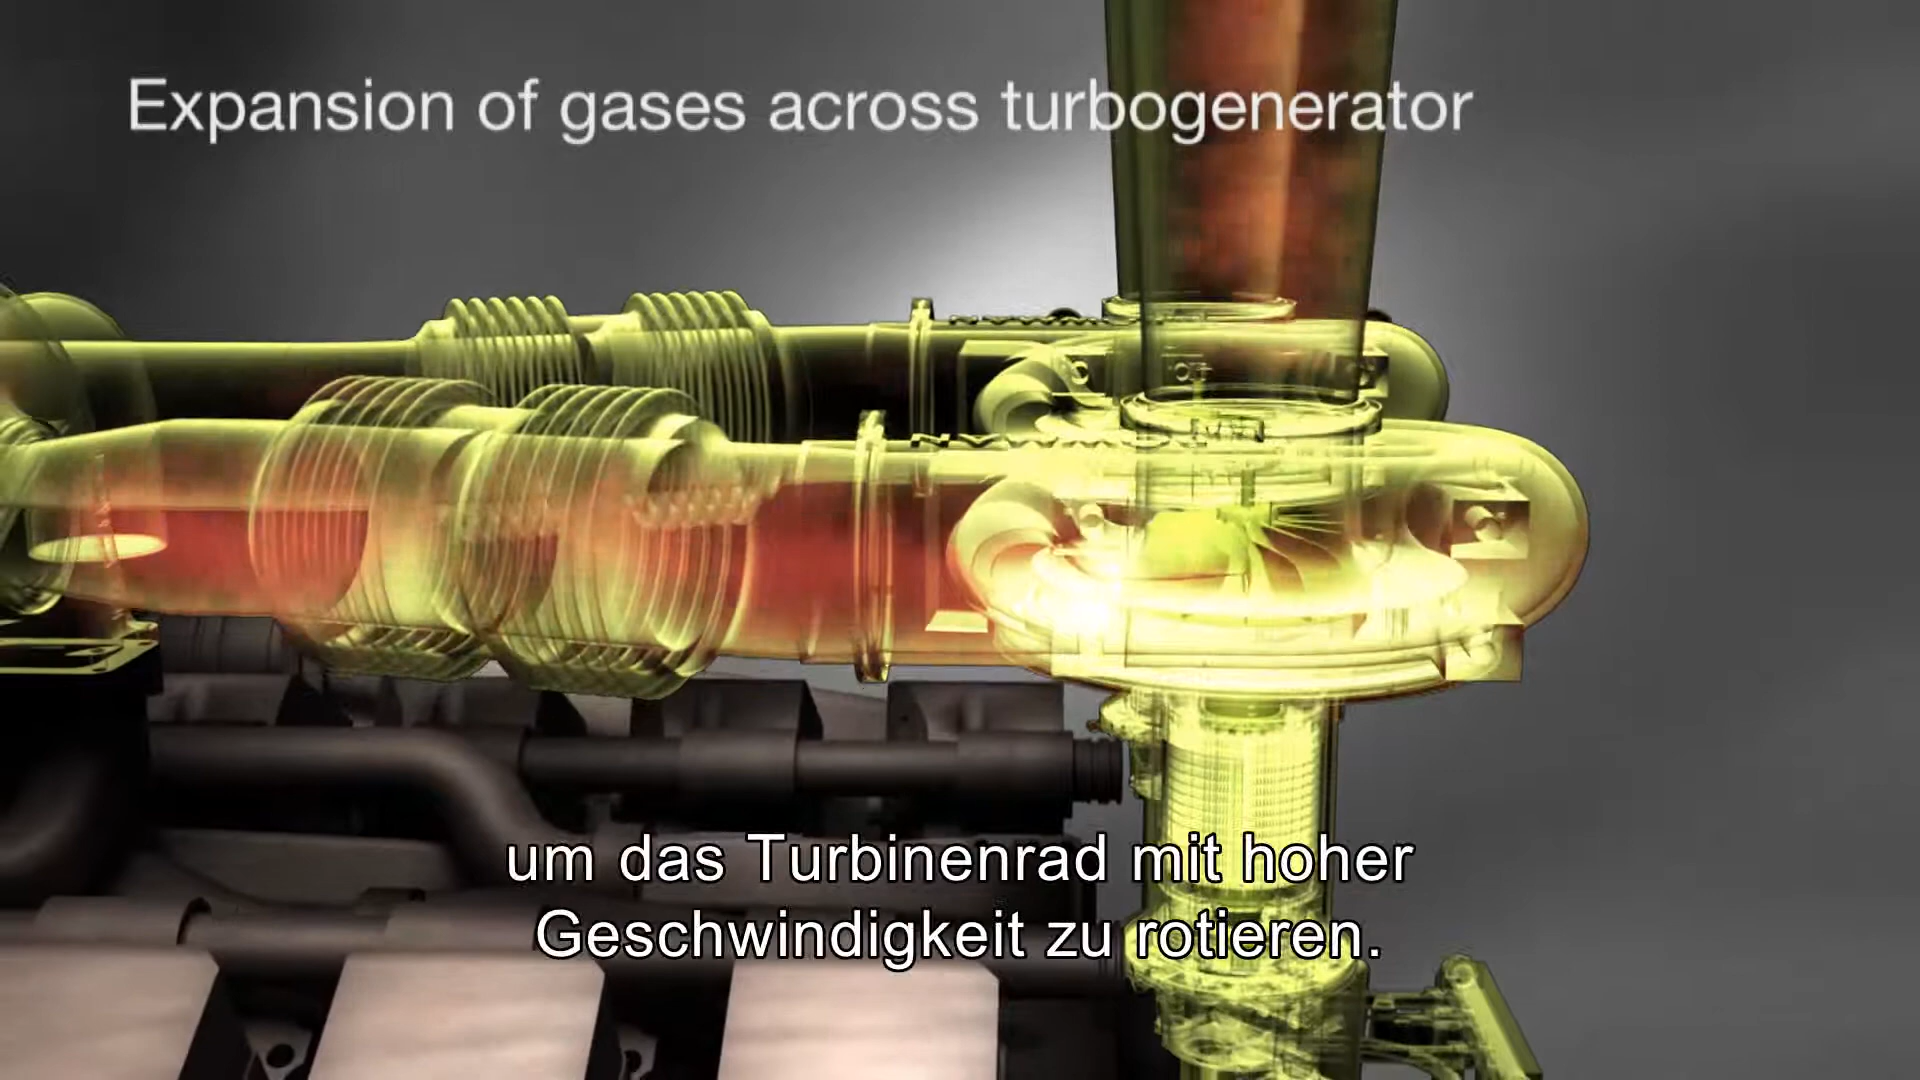 Expansion of gases across turbogenerator
um das Turbinenrad mit hoher
Geschwindigkeit zu rotieren.